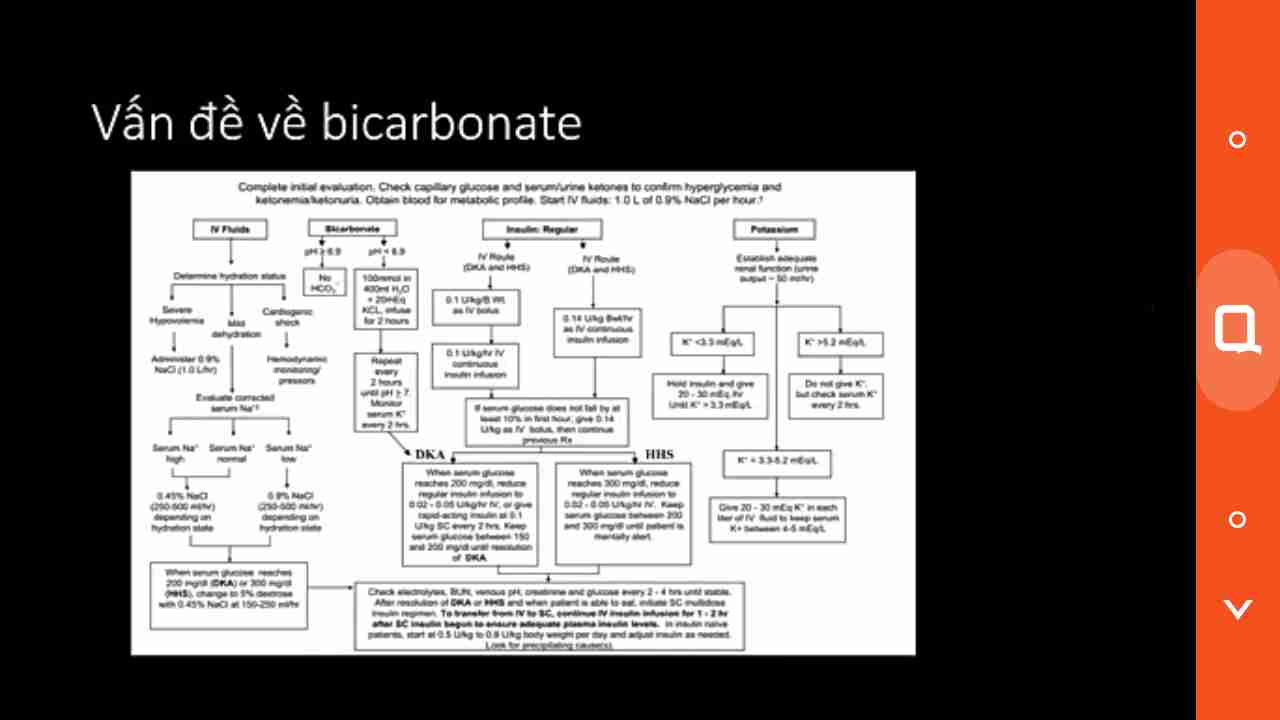 Vấn đề về bicarbonate
Complete initial evaluation. Check capillary glucose and serum/urine ketones to confirm hyperglycemia and
ketonemia/ketonuria. Obtain blood for metabolic profile. Start IV fluids: 1.0 L of 0.9% NaCl per hour.¹
IV Fluids
Determine hydration status
Severe
Hypovolemia
Mild
dehydration
Cardiogenic
shock
Administer 0.9%
NaCl (1.0 L/hr)
Hemodynamic
monitoring/
pressors
Evaluate corrected
serum Na⁺²
Serum Na⁺
high
Serum Na⁺
normal
Serum Na⁺
low
0.45% NaCl
(250-500 ml/hr)
depending on
hydration state
0.9% NaCl
(250-500 ml/hr)
depending on
hydration state
When serum glucose reaches
200 mg/dl (DKA) or 300 mg/dl
(HHS), change to 5% dextrose
with 0.45% NaCl at 150-250 ml/hr
Bicarbonate
pH ≥ 6.9
No
HCO₃⁻
pH < 6.9
100mmol in
400ml H₂O
+ 20mEq
KCL, infuse
for 2 hours
Repeat
every
2 hours
until pH ≥ 7.
Monitor
serum K⁺
every 2 hrs.
Insulin: Regular
IV Route
(DKA and HHS)
IV Route
(DKA and HHS)
0.1 U/kg/B Wt.
as IV bolus
0.1 U/kg/hr IV
continuous
insulin infusion
0.14 U/kg Bwt/hr
as IV continuous
insulin infusion
If serum glucose does not fall by at
least 10% in first hour, give 0.14
U/kg as IV bolus, then continue
previous Rx
DKA
When serum glucose
reaches 200 mg/dl, reduce
regular insulin infusion to
0.02 - 0.05 U/kg/hr IV, or give
rapid-acting insulin at 0.1
U/kg SC every 2 hrs. Keep
serum glucose between 150
and 200 mg/dl until resolution
of DKA
HHS
When serum glucose
reaches 300 mg/dl, reduce
regular insulin infusion to
0.02 - 0.05 U/kg/hr IV. Keep
serum glucose between 200
and 300 mg/dl until patient is
mentally alert.
Potassium
Establish adequate
renal function (urine
output ~ 50 ml/hr)
K⁺ <3.3 mEq/L
Hold insulin and give
20 - 30 mEq /hr
Until K⁺ > 3.3 mEq/L
K⁺ >5.2 mEq/L
Do not give K⁺,
but check serum K⁺
every 2 hrs.
K⁺ = 3.3-5.2 mEq/L
Give 20 - 30 mEq K⁺ in each
liter of IV fluid to keep serum
K+ between 4-5 mEq/L
Check electrolytes, BUN, venous pH, creatinine and glucose every 2 - 4 hrs until stable.
After resolution of DKA or HHS and when patient is able to eat, initiate SC multidose
insulin regimen. To transfer from IV to SC, continue IV insulin infusion for 1 - 2 hr
after SC insulin begun to ensure adequate plasma insulin levels. In insulin naive
patients, start at 0.5 U/kg to 0.8 U/kg body weight per day and adjust insulin as needed.
Look for precipitating cause(s).